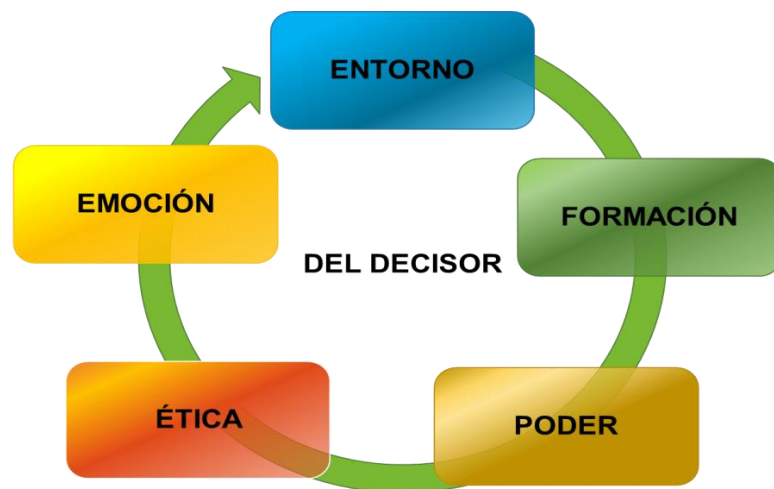 ENTORNO
FORMACIÓN
PODER
ÉTICA
EMOCIÓN
DEL DECISOR